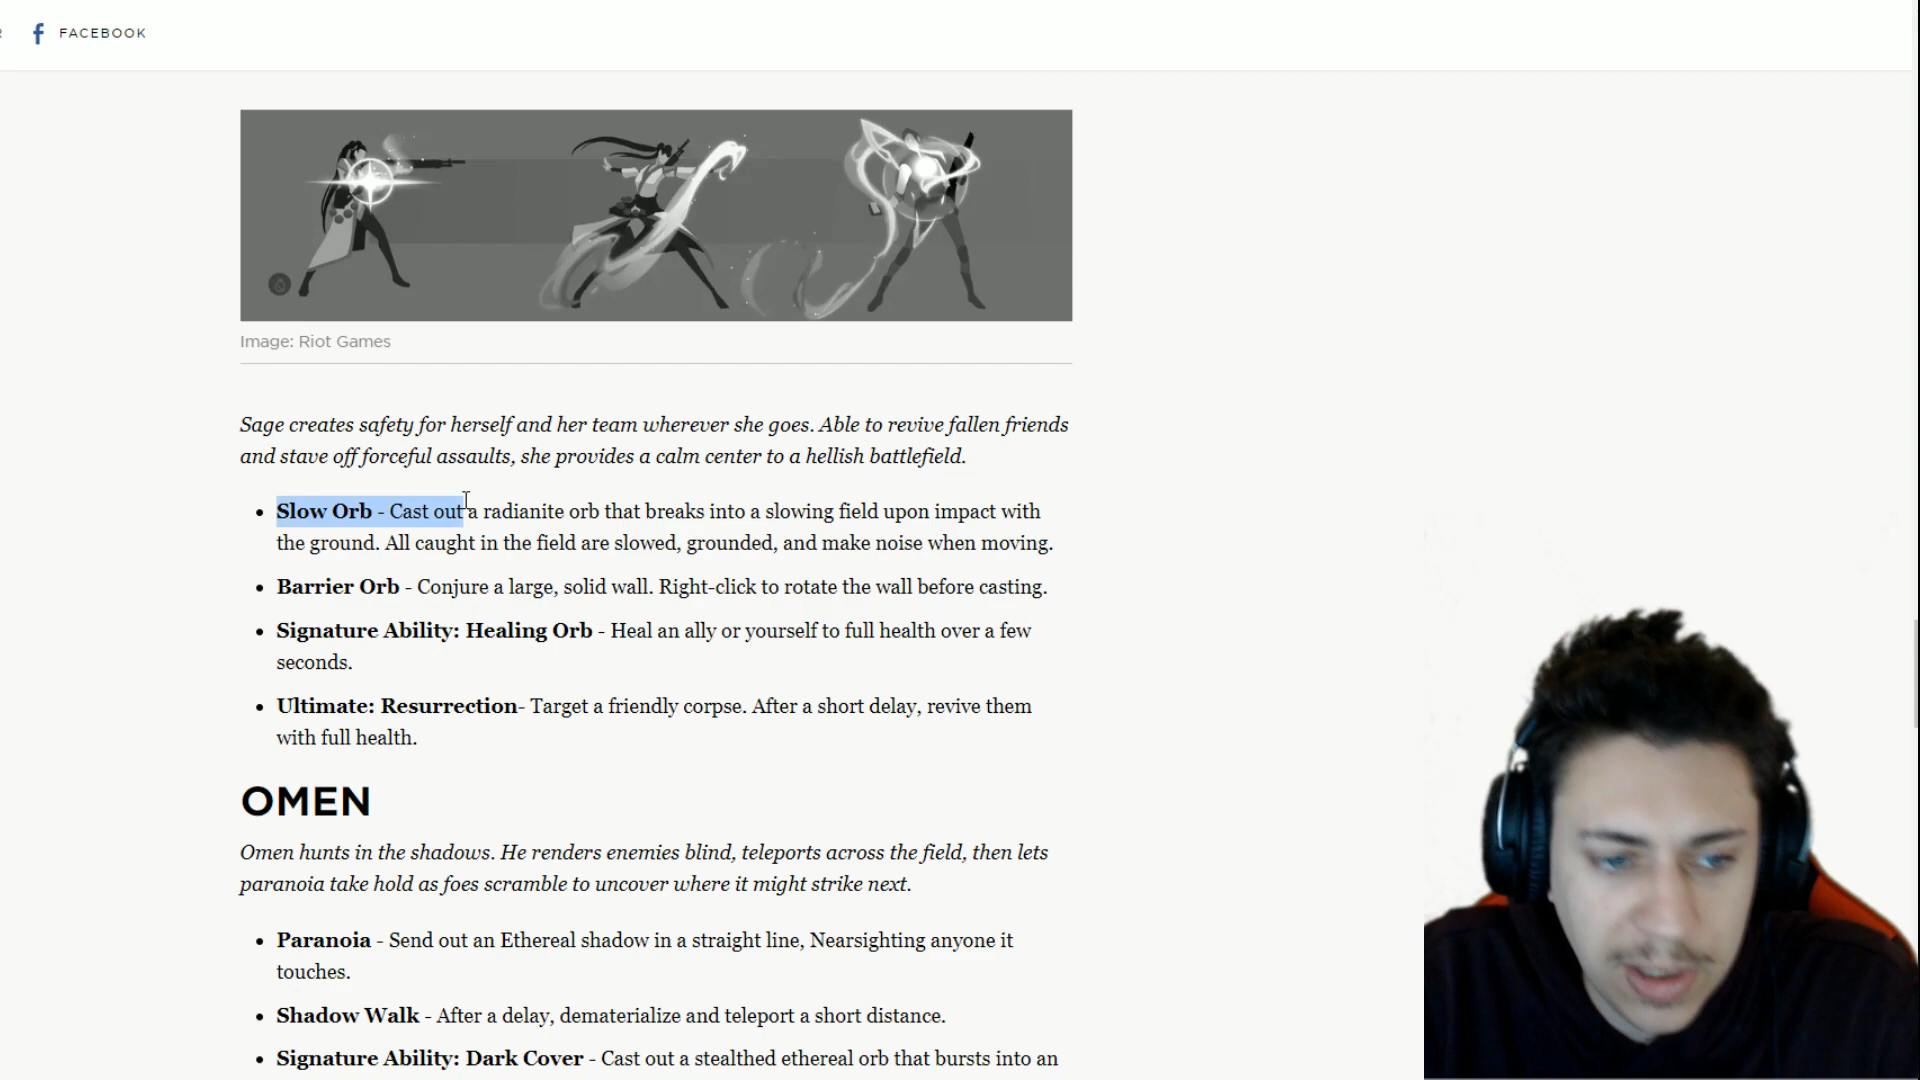 FACEBOOK
Image: Riot Games
Sage creates safety for herself and her team wherever she goes. Able to revive fallen friends
and stave off forceful assaults, she provides a calm center to a hellish battlefield.
Slow Orb - Cast out a radianite orb that breaks into a slowing field upon impact with
the ground. All caught in the field are slowed, grounded, and make noise when moving.
Barrier Orb - Conjure a large, solid wall. Right-click to rotate the wall before casting.
Signature Ability: Healing Orb - Heal an ally or yourself to full health over a few
seconds.
Ultimate: Resurrection- Target a friendly corpse. After a short delay, revive them
with full health.
OMEN
Omen hunts in the shadows. He renders enemies blind, teleports across the field, then lets
paranoia take hold as foes scramble to uncover where it might strike next.
Paranoia - Send out an Ethereal shadow in a straight line, Nearsighting anyone it
touches.
Shadow Walk - After a delay, dematerialize and teleport a short distance.
Signature Ability: Dark Cover - Cast out a stealthed ethereal orb that bursts into an